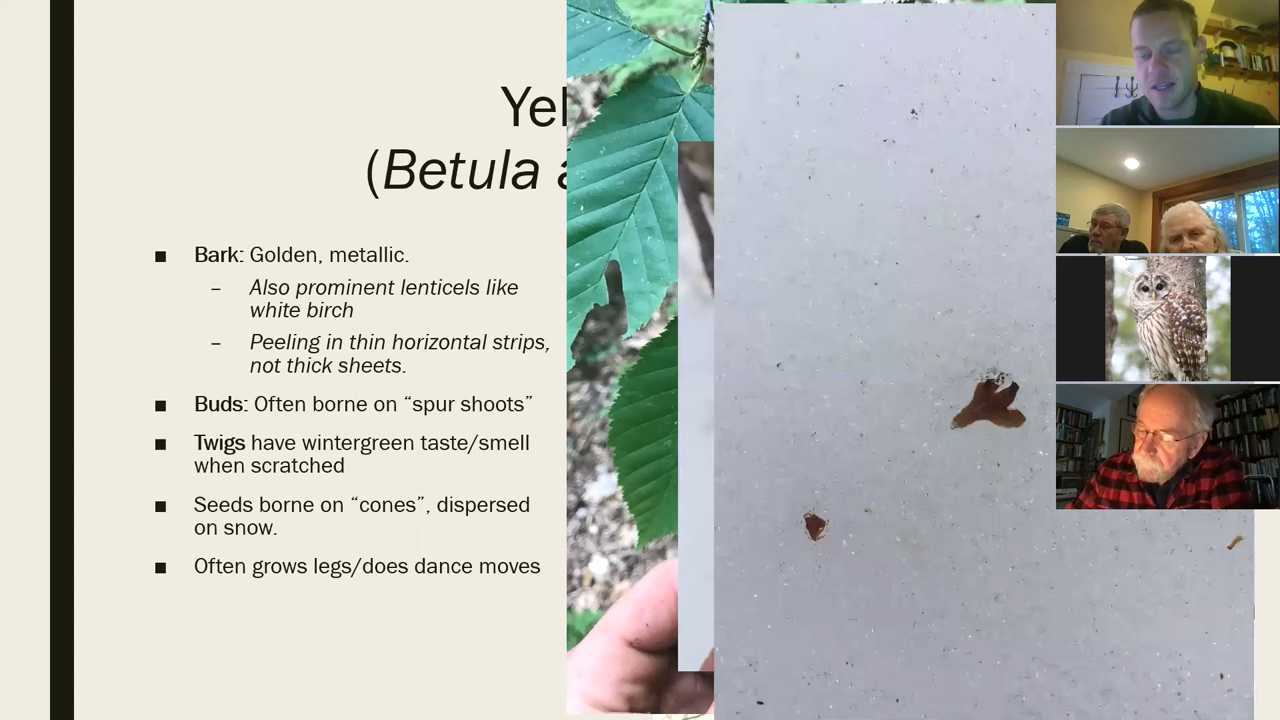 Yel
(Betula a
■ Bark: Golden, metallic.
– Also prominent lenticels like
white birch
– Peeling in thin horizontal strips,
not thick sheets.
■ Buds: Often borne on “spur shoots”
■ Twigs have wintergreen taste/smell
when scratched
■ Seeds borne on “cones”, dispersed
on snow.
■ Often grows legs/does dance moves